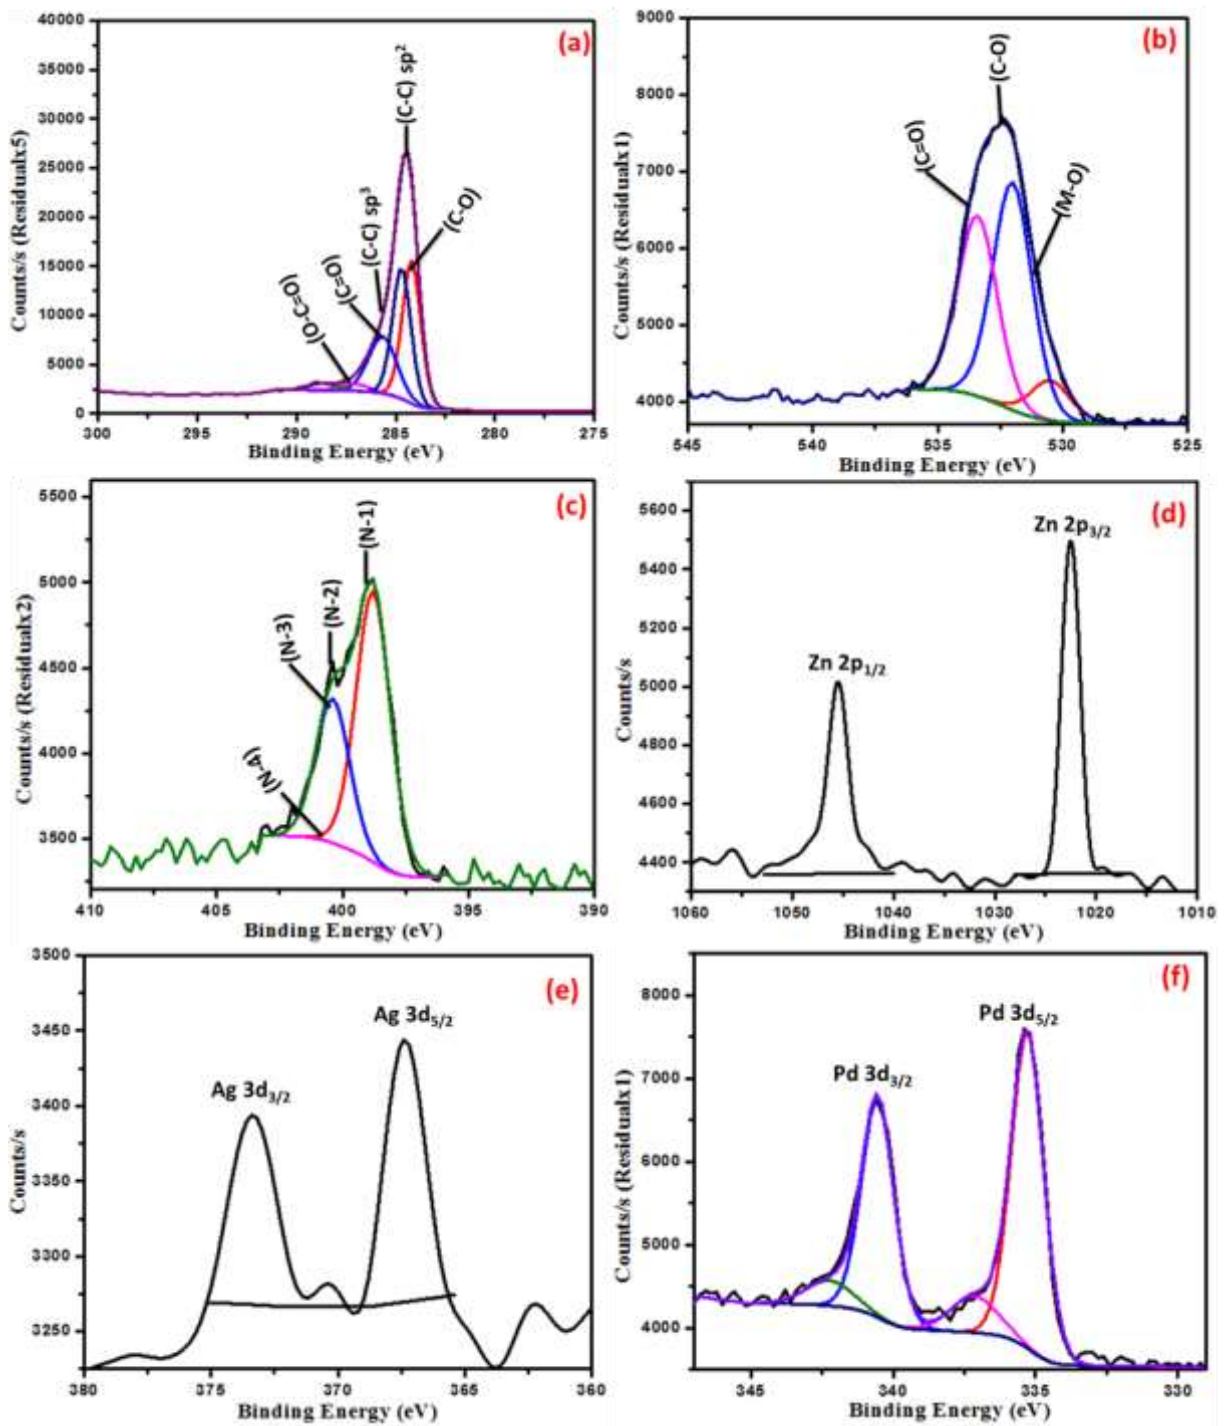 (a)
Counts/s (Residualx5)
40000
35000
30000
25000
20000
15000
10000
5000
0
(O-C=O)
(C=O)
(C-C) sp³
(C-C) sp²
(C-O)
300 295 290 285 280 275
Binding Energy (eV)
(b)
Counts/s (Residualx1)
9000
8000
7000
6000
5000
4000
(C=O)
(C-O)
(M-O)
545 540 535 530 525
Binding Energy (eV)
(c)
Counts/s (Residualx2)
5500
5000
4500
4000
3500
(N-4)
(N-3)
(N-2)
(N-1)
410 405 400 395 390
Binding Energy (eV)
(d)
Counts/s
5600
5400
5200
5000
4800
4600
4400
Zn 2p₁/₂
Zn 2p₃/₂
1060 1050 1040 1030 1020 1010
Binding Energy (eV)
(e)
Counts/s
3500
3450
3400
3350
3300
3250
Ag 3d₃/₂
Ag 3d₅/₂
380 375 370 365 360
Binding Energy (eV)
(f)
Counts/s (Residualx1)
8000
7000
6000
5000
4000
Pd 3d₃/₂
Pd 3d₅/₂
345 340 335 330
Binding Energy (eV)